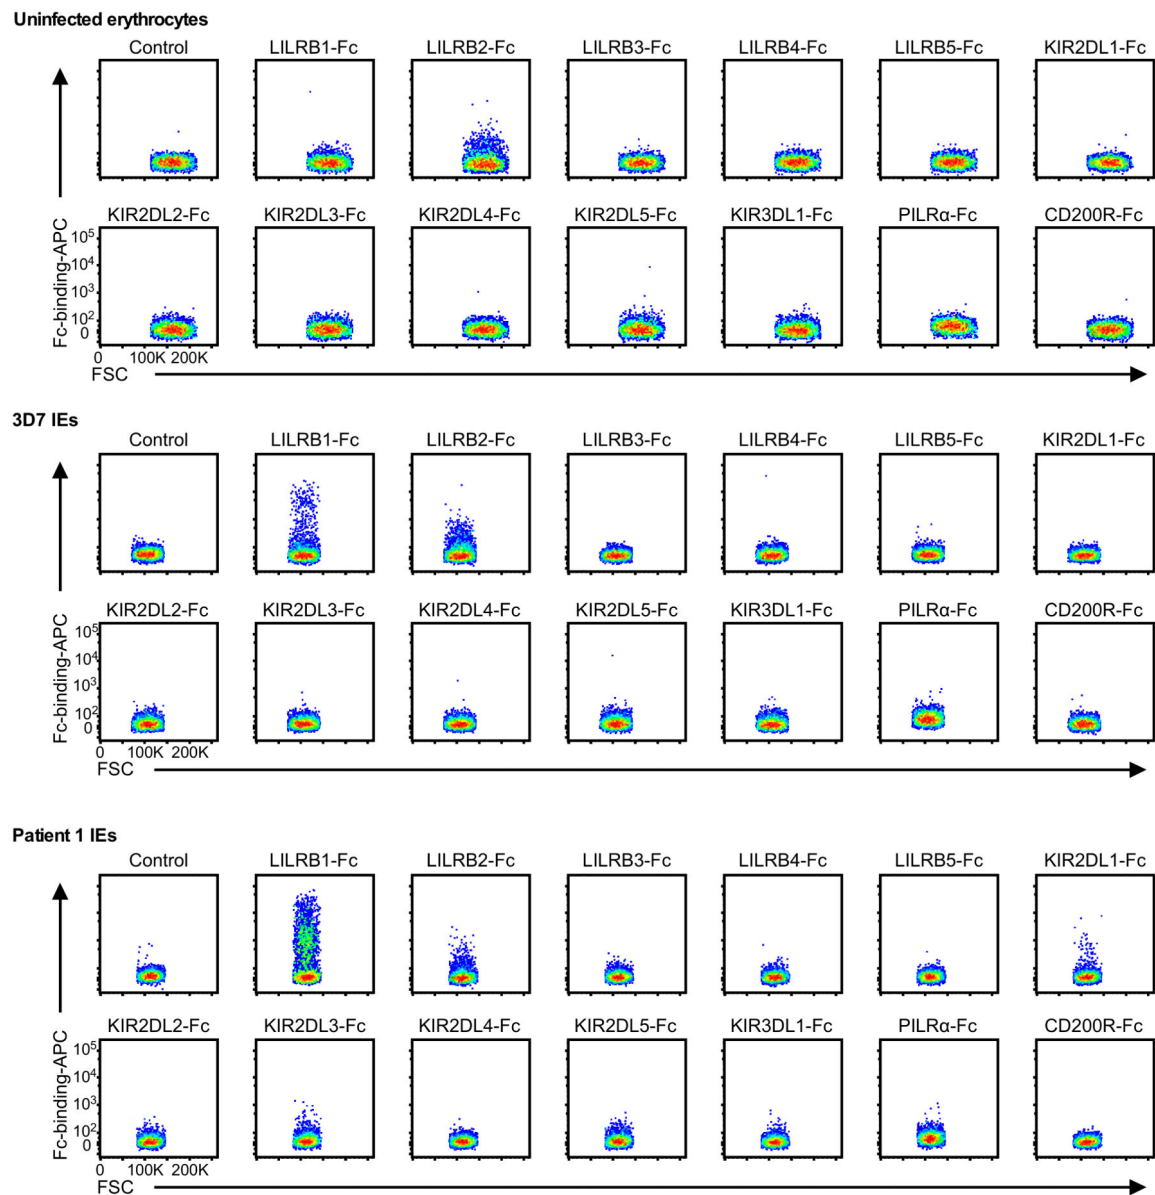 Uninfected erythrocytes
Control LILRB1-Fc LILRB2-Fc LILRB3-Fc LILRB4-Fc LILRB5-Fc KIR2DL1-Fc
KIR2DL2-Fc KIR2DL3-Fc KIR2DL4-Fc KIR2DL5-Fc KIR3DL1-Fc PILRα-Fc CD200R-Fc
Fc-binding-APC
10⁵
10⁴
10³
10²
0
0 100K 200K
FSC
3D7 IEs
Control LILRB1-Fc LILRB2-Fc LILRB3-Fc LILRB4-Fc LILRB5-Fc KIR2DL1-Fc
KIR2DL2-Fc KIR2DL3-Fc KIR2DL4-Fc KIR2DL5-Fc KIR3DL1-Fc PILRα-Fc CD200R-Fc
Fc-binding-APC
10⁵
10⁴
10³
10²
0
0 100K 200K
FSC
Patient 1 IEs
Control LILRB1-Fc LILRB2-Fc LILRB3-Fc LILRB4-Fc LILRB5-Fc KIR2DL1-Fc
KIR2DL2-Fc KIR2DL3-Fc KIR2DL4-Fc KIR2DL5-Fc KIR3DL1-Fc PILRα-Fc CD200R-Fc
Fc-binding-APC
10⁵
10⁴
10³
10²
0
0 100K 200K
FSC